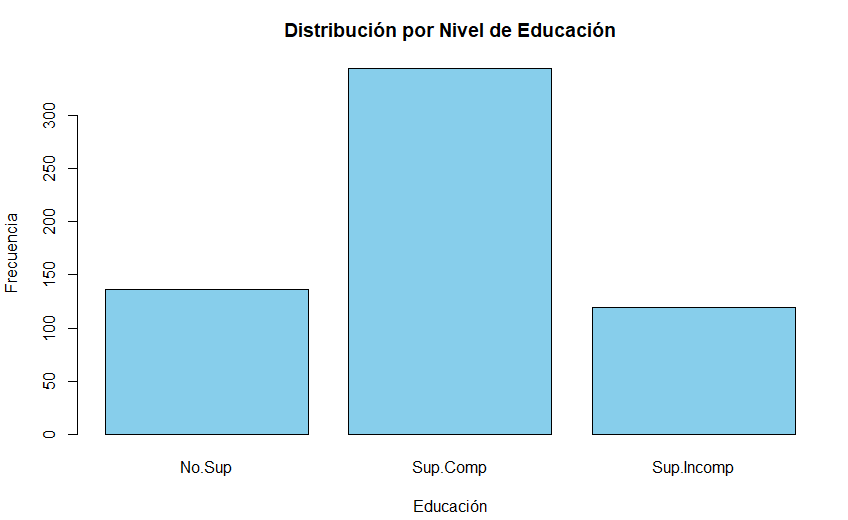 Distribución por Nivel de Educación
Frecuencia
300
250
200
150
100
50
0
No.Sup
Sup.Comp
Sup.Incomp
Educación